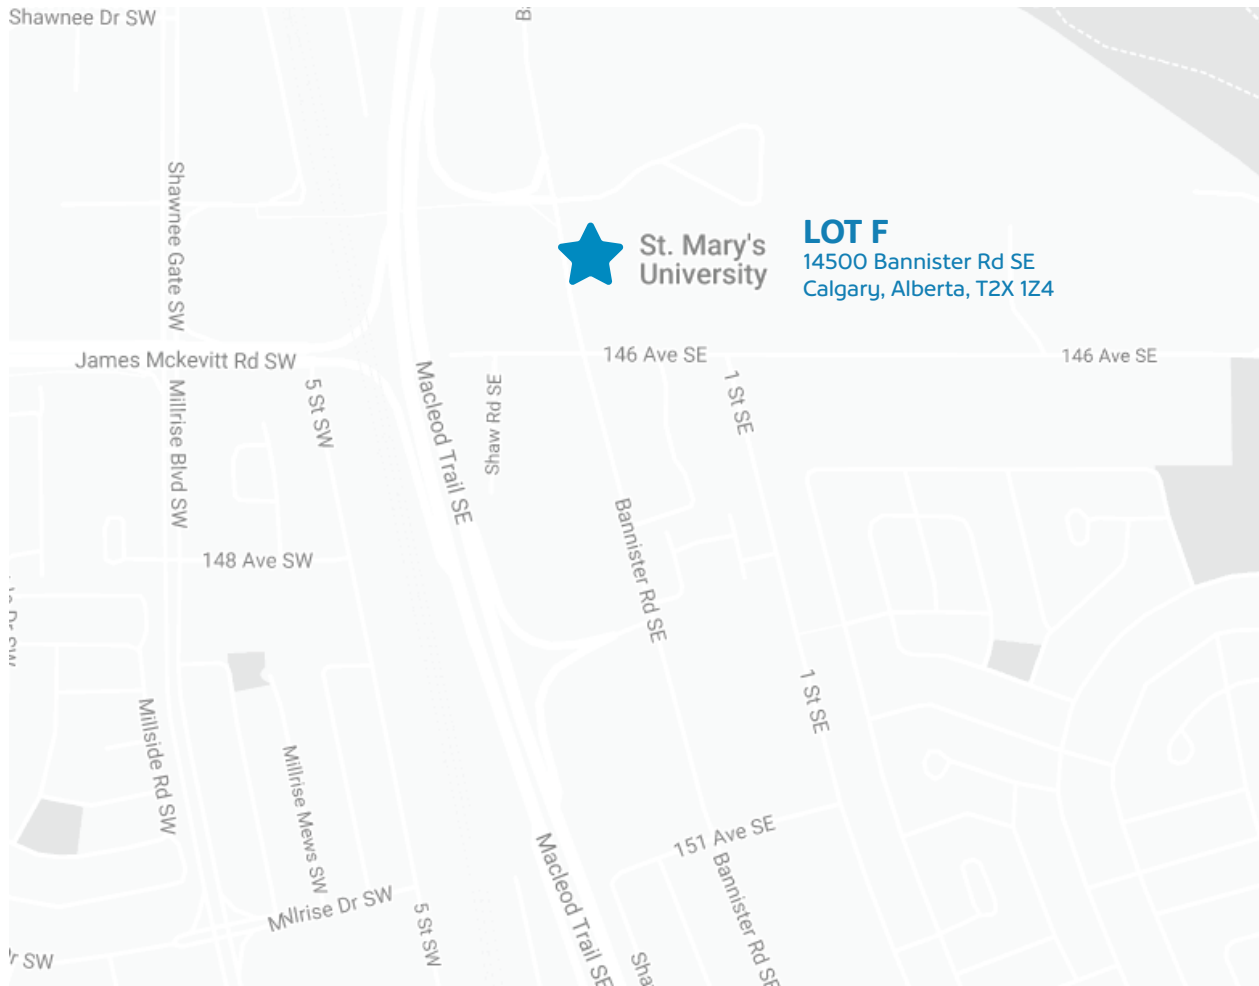 Shawnee Dr SW
B.
Shawnee Gate SW
St. Mary's
University
LOT F
14500 Bannister Rd SE
Calgary, Alberta, T2X 1Z4
James Mckevitt Rd SW
146 Ave SE
146 Ave SE
Millrise Blvd SW
5 St SW
Macleod Trail SE
Shaw Rd SE
1 St SE
Bannister Rd SE
148 Ave SW
1 St SE
Millside Rd SW
Millrise Mews SW
151 Ave SE
Macleod Trail SE
Bannister Rd SE
Millrise Dr SW
5 St SW
r SW
Sha